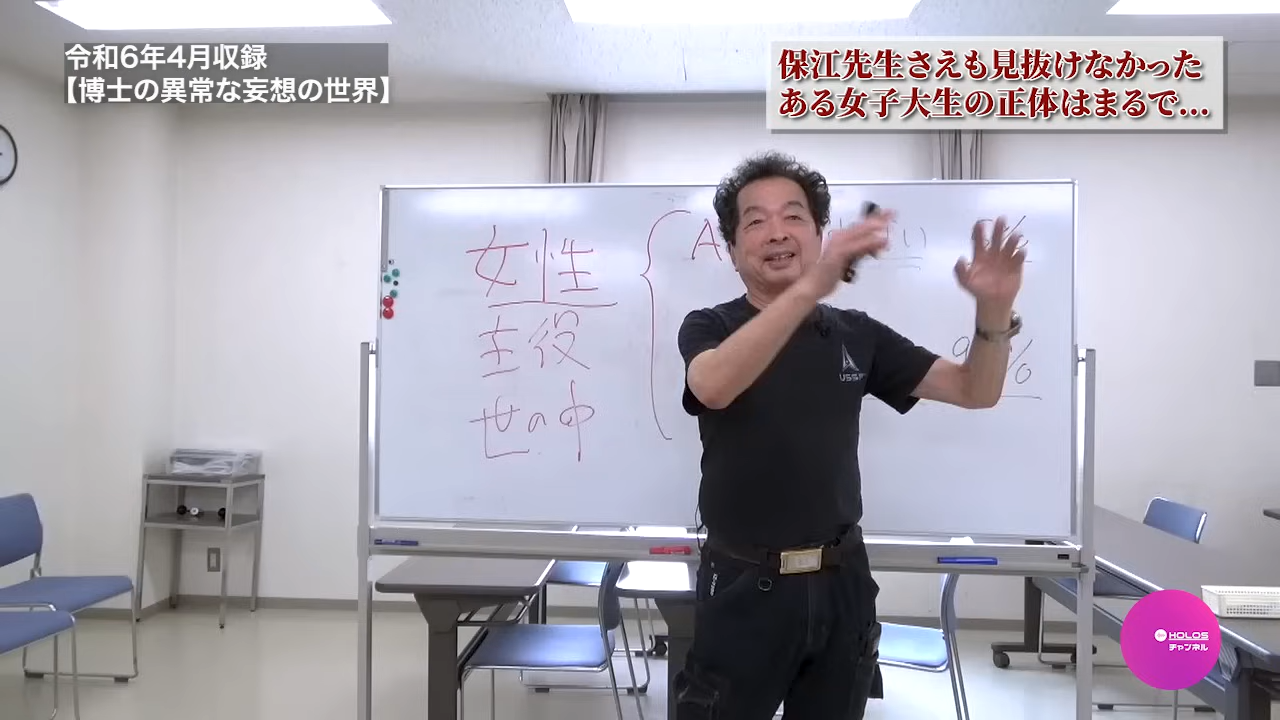 令和6年4月収録
【博士の異常な妄想の世界】
保江先生さえも見抜けなかった
ある女子大生の正体はまるで…
女性
主役
世の中
A
い
%
9 %
HOLOS
チャンネル